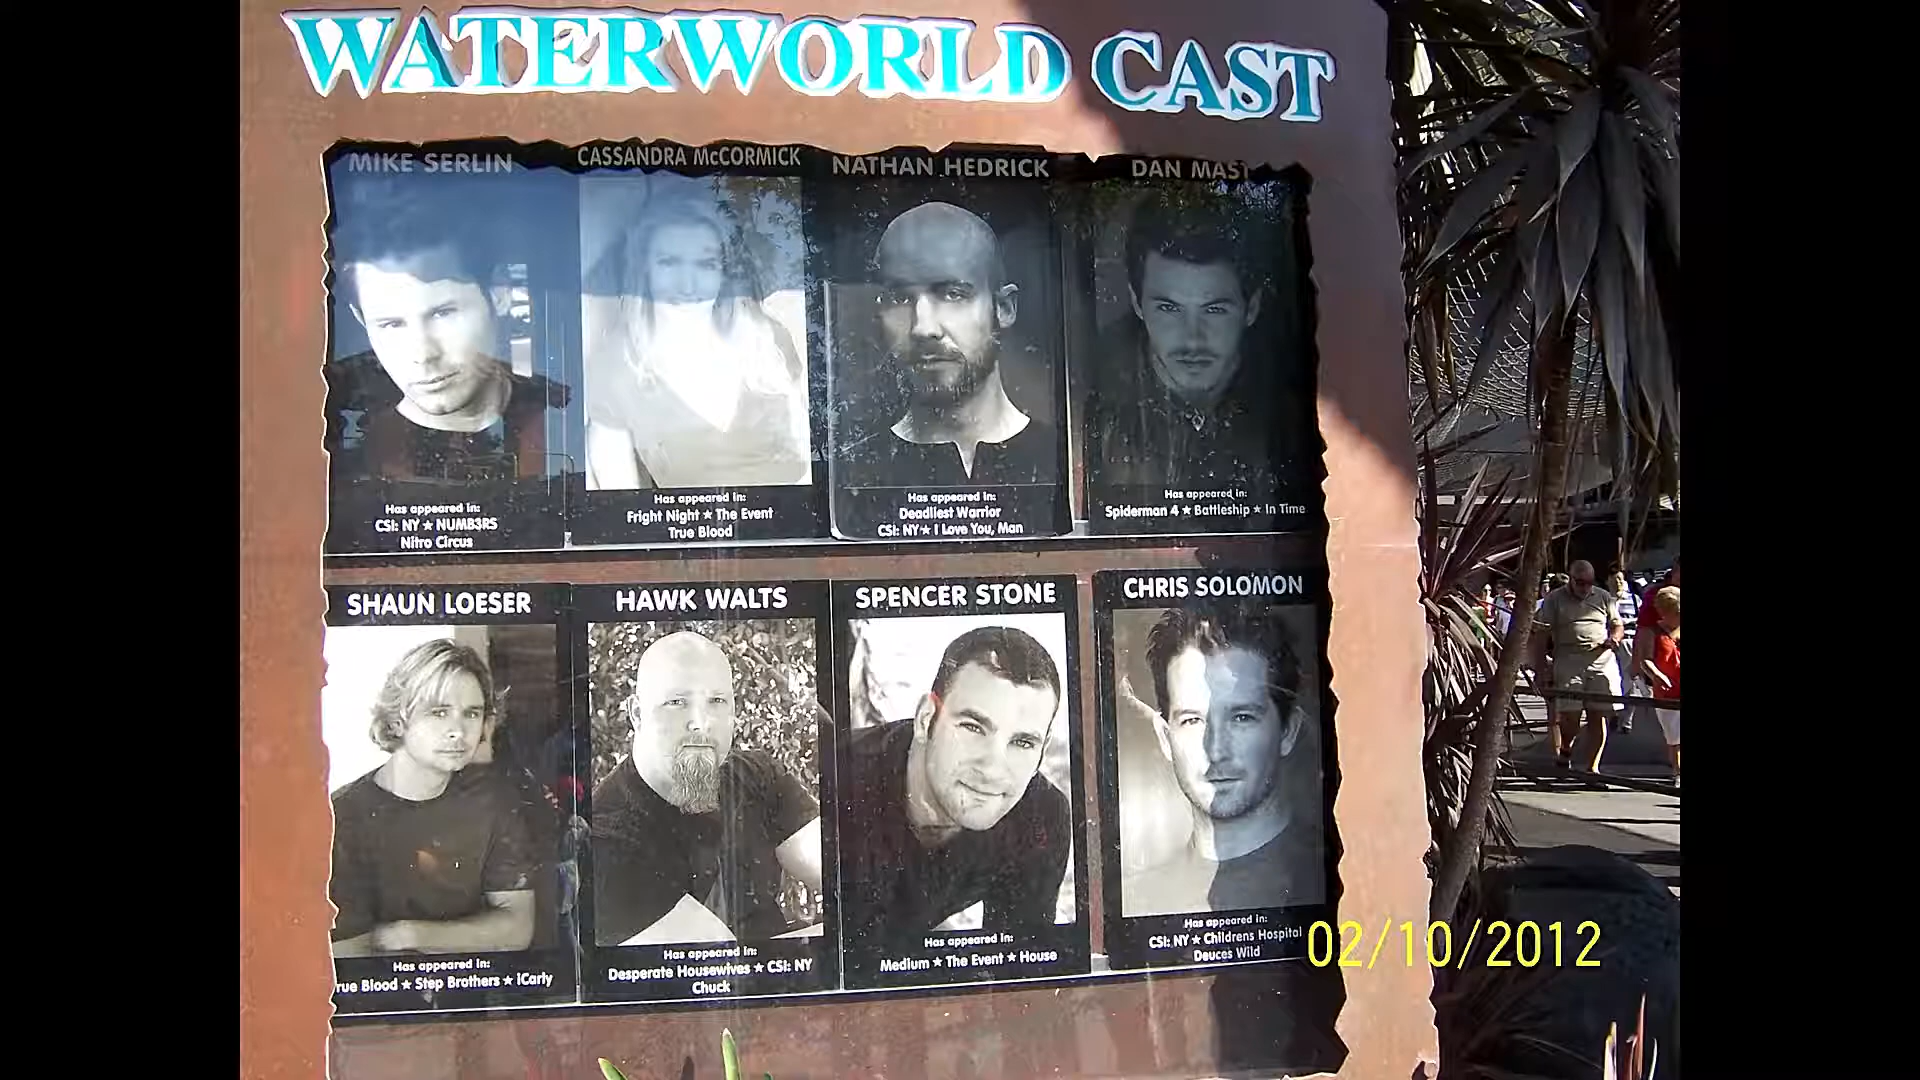 WATERWORLD CAST
MIKE SERLIN
CASSANDRA McCORMICK
NATHAN HEDRICK
DAN MAST
Has appeared in:
CSI: NY ★ NUMB3RS
Nitro Circus
Has appeared in:
Fright Night ★ The Event
True Blood
Has appeared in:
Deadliest Warrior
CSI: NY ★ I Love You, Man
Has appeared in:
Spiderman 4 ★ Battleship ★ In Time
SHAUN LOESER
HAWK WALTS
SPENCER STONE
CHRIS SOLOMON
Has appeared in:
rue Blood ★ Step Brothers ★ iCarly
Has appeared in:
Desperate Housewives ★ CSI: NY
Chuck
Has appeared in:
Medium ★ The Event ★ House
Has appeared in:
CSI: NY ★ Childrens Hospital
Deuces Wild
02/10/2012